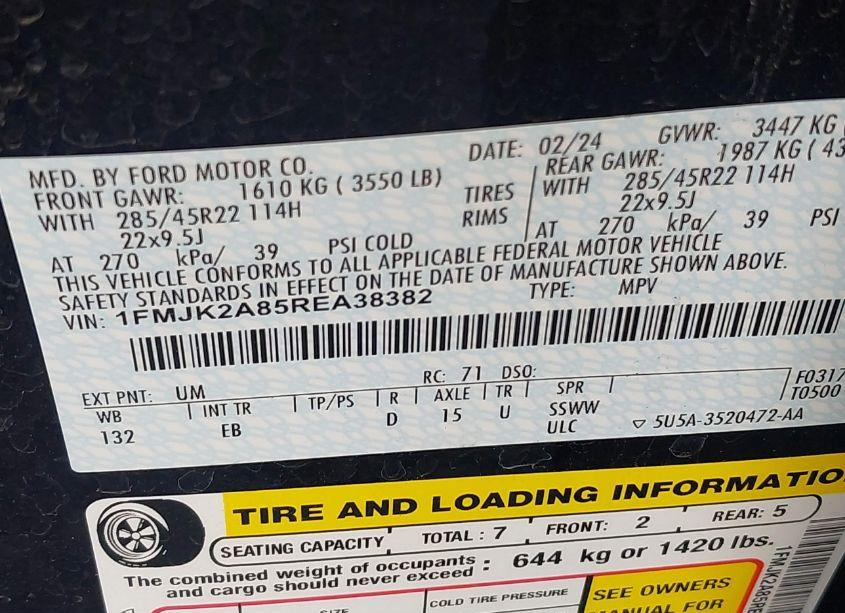 MFD. BY FORD MOTOR CO.
DATE: 02/24 GVWR: 3447 KG (
FRONT GAWR: 1610 KG ( 3550 LB)
REAR GAWR: 1987 KG ( 43
WITH 285/45R22 114H TIRES WITH 285/45R22 114H
22x9.5J RIMS 22x9.5J
AT 270 kPa/ 39 PSI COLD AT 270 kPa/ 39 PSI
THIS VEHICLE CONFORMS TO ALL APPLICABLE FEDERAL MOTOR VEHICLE
SAFETY STANDARDS IN EFFECT ON THE DATE OF MANUFACTURE SHOWN ABOVE.
VIN: 1FMJK2A85REA38382 TYPE: MPV
EXT PNT: UM RC: 71 DSO:
WB INT TR TP/PS R AXLE TR SPR
132 EB D 15 U SSWW
ULC
F0317
T0500
5U5A-3520472-AA
TIRE AND LOADING INFORMATIO
SEATING CAPACITY TOTAL : 7 FRONT: 2 REAR: 5
The combined weight of occupants
and cargo should never exceed : 644 kg or 1420 lbs.
COLD TIRE PRESSURE
SEE OWNERS
MANUAL FOR